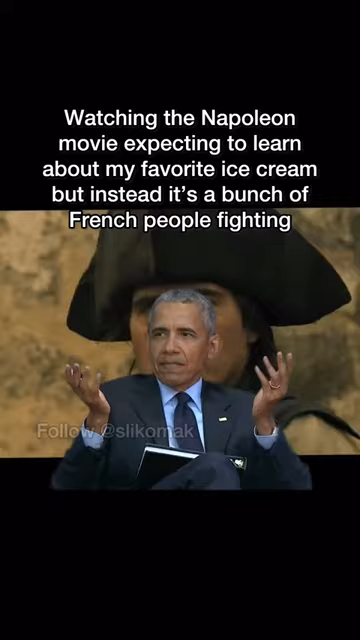 Watching the Napoleon
movie expecting to learn
about my favorite ice cream
but instead it’s a bunch of
French people fighting
Follow @slikomak